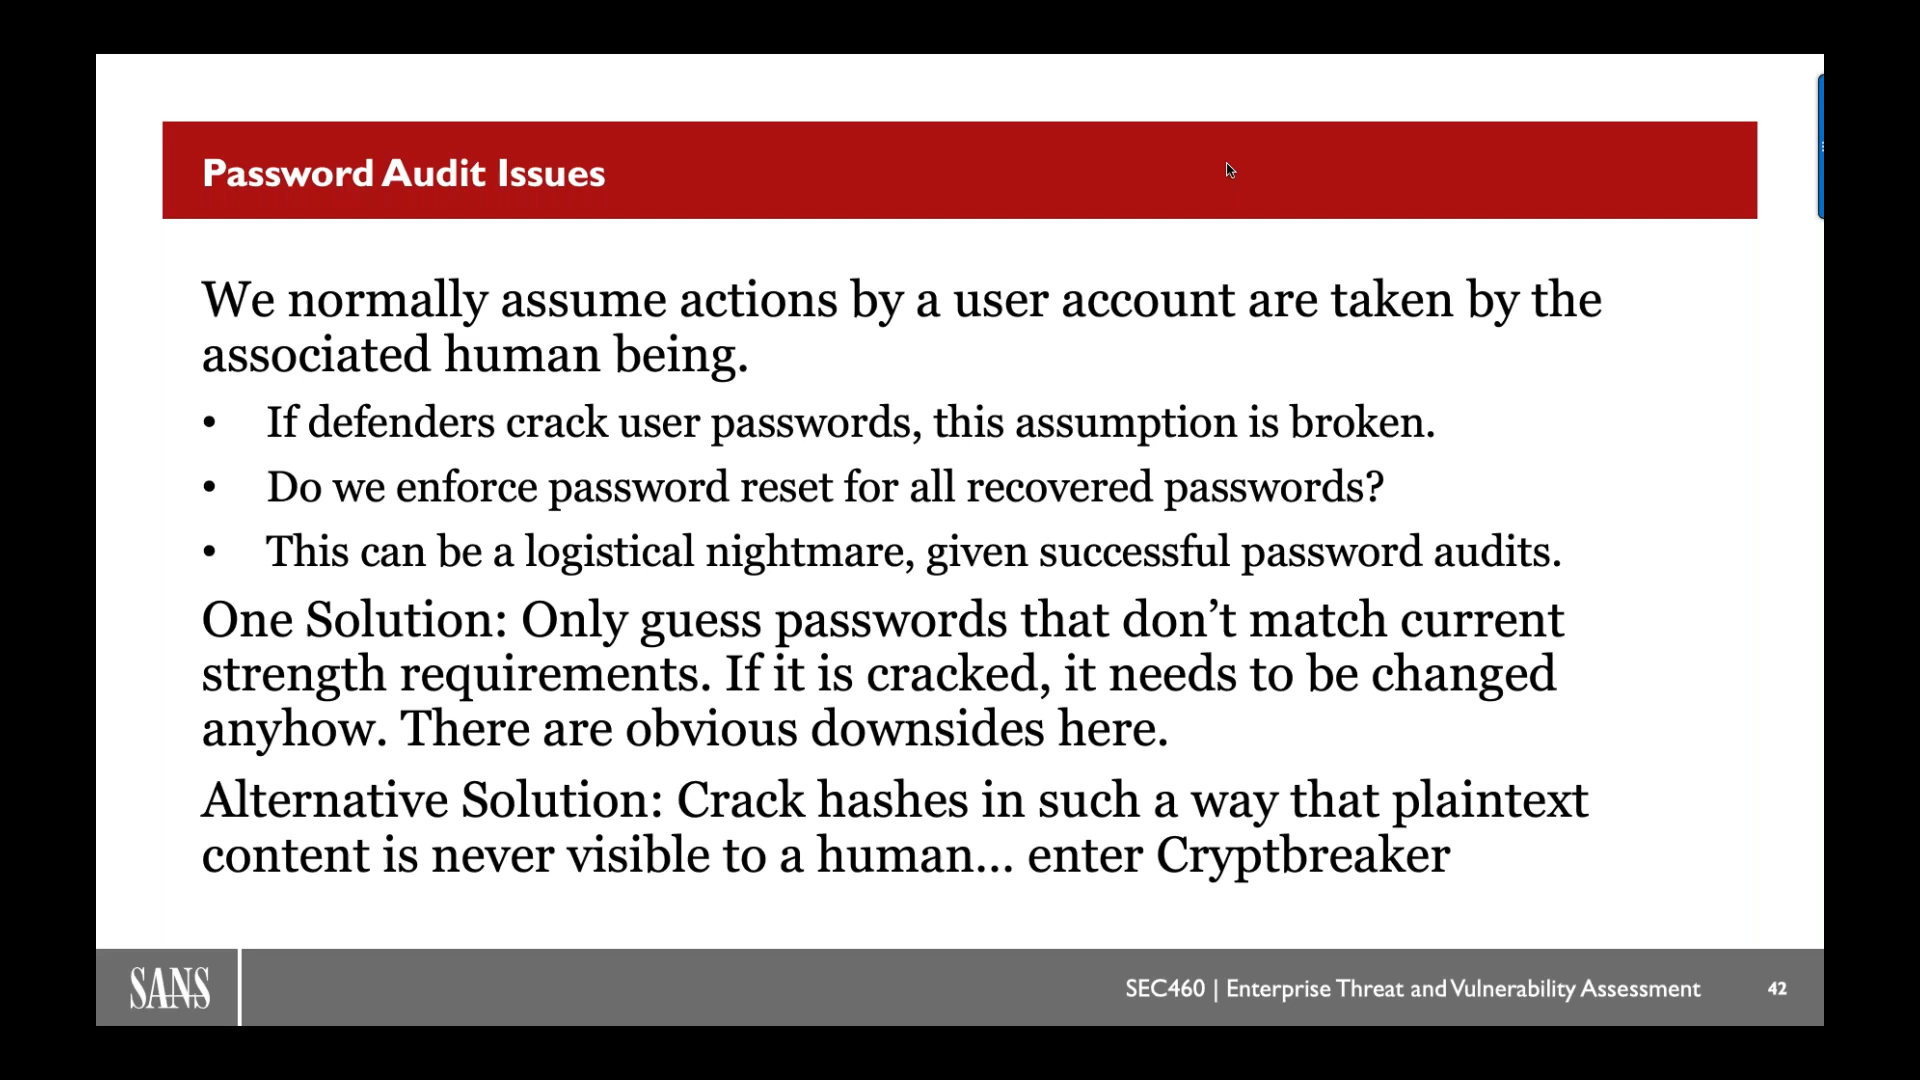 Password Audit Issues
We normally assume actions by a user account are taken by the
associated human being.
• If defenders crack user passwords, this assumption is broken.
• Do we enforce password reset for all recovered passwords?
• This can be a logistical nightmare, given successful password audits.
One Solution: Only guess passwords that don’t match current
strength requirements. If it is cracked, it needs to be changed
anyhow. There are obvious downsides here.
Alternative Solution: Crack hashes in such a way that plaintext
content is never visible to a human... enter Cryptbreaker
SANS
SEC460 | Enterprise Threat and Vulnerability Assessment
42